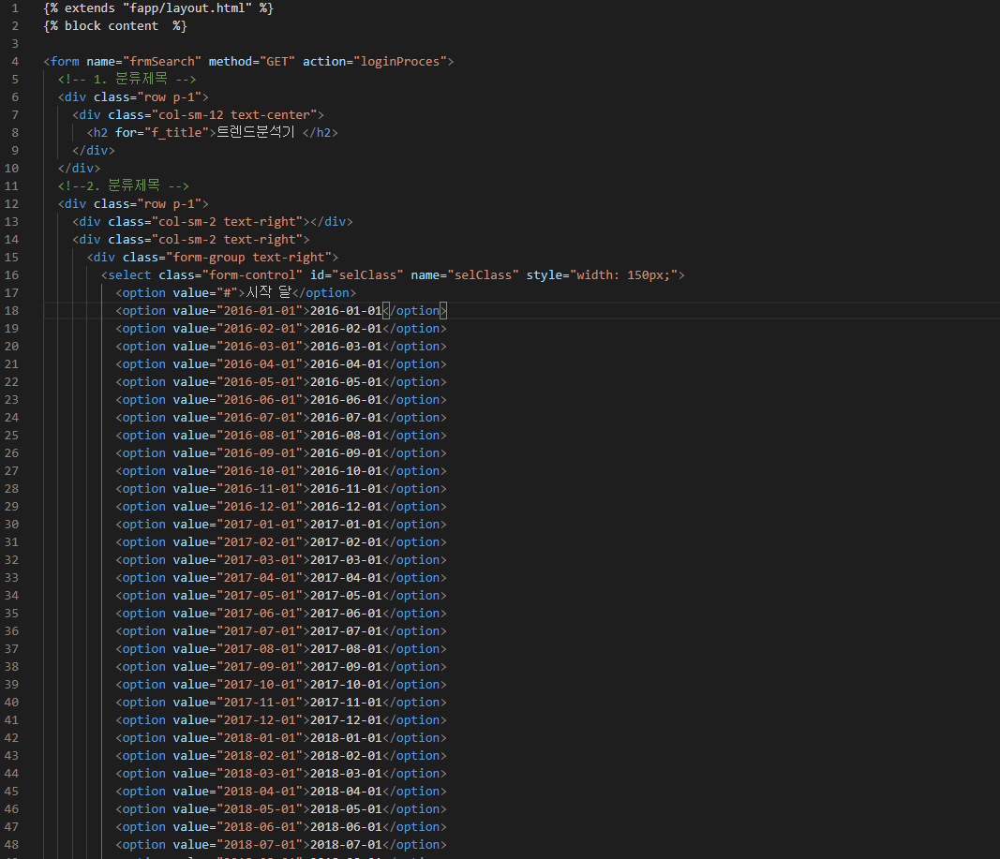 1 {% extends "fapp/layout.html" %}
2 {% block content  %}
3
4 <form name="frmSearch" method="GET" action="loginProces">
5 <!-- 1. 분류제목 -->
6 <div class="row p-1">
7 <div class="col-sm-12 text-center">
8 <h2 for="f_title">트렌드분석기 </h2>
9 </div>
10 </div>
11 <!--2. 분류제목 -->
12 <div class="row p-1">
13 <div class="col-sm-2 text-right"></div>
14 <div class="col-sm-2 text-right">
15 <div class="form-group text-right">
16 <select class="form-control" id="selClass" name="selClass" style="width: 150px;">
17 <option value="#">시작 달</option>
18 <option value="2016-01-01">2016-01-01</option>
19 <option value="2016-02-01">2016-02-01</option>
20 <option value="2016-03-01">2016-03-01</option>
21 <option value="2016-04-01">2016-04-01</option>
22 <option value="2016-05-01">2016-05-01</option>
23 <option value="2016-06-01">2016-06-01</option>
24 <option value="2016-07-01">2016-07-01</option>
25 <option value="2016-08-01">2016-08-01</option>
26 <option value="2016-09-01">2016-09-01</option>
27 <option value="2016-10-01">2016-10-01</option>
28 <option value="2016-11-01">2016-11-01</option>
29 <option value="2016-12-01">2016-12-01</option>
30 <option value="2017-01-01">2017-01-01</option>
31 <option value="2017-02-01">2017-02-01</option>
32 <option value="2017-03-01">2017-03-01</option>
33 <option value="2017-04-01">2017-04-01</option>
34 <option value="2017-05-01">2017-05-01</option>
35 <option value="2017-06-01">2017-06-01</option>
36 <option value="2017-07-01">2017-07-01</option>
37 <option value="2017-08-01">2017-08-01</option>
38 <option value="2017-09-01">2017-09-01</option>
39 <option value="2017-10-01">2017-10-01</option>
40 <option value="2017-11-01">2017-11-01</option>
41 <option value="2017-12-01">2017-12-01</option>
42 <option value="2018-01-01">2018-01-01</option>
43 <option value="2018-02-01">2018-02-01</option>
44 <option value="2018-03-01">2018-03-01</option>
45 <option value="2018-04-01">2018-04-01</option>
46 <option value="2018-05-01">2018-05-01</option>
47 <option value="2018-06-01">2018-06-01</option>
48 <option value="2018-07-01">2018-07-01</option>